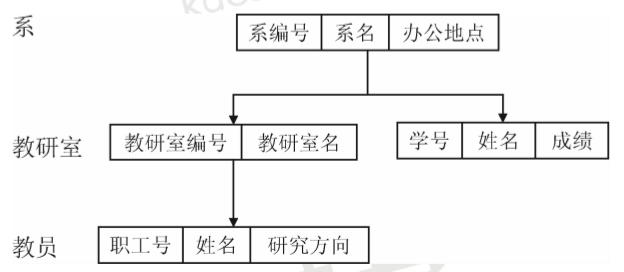 系
系编号 系名 办公地点
教研室
教研室编号 教研室名
学号 姓名 成绩
教员
职工号 姓名 研究方向